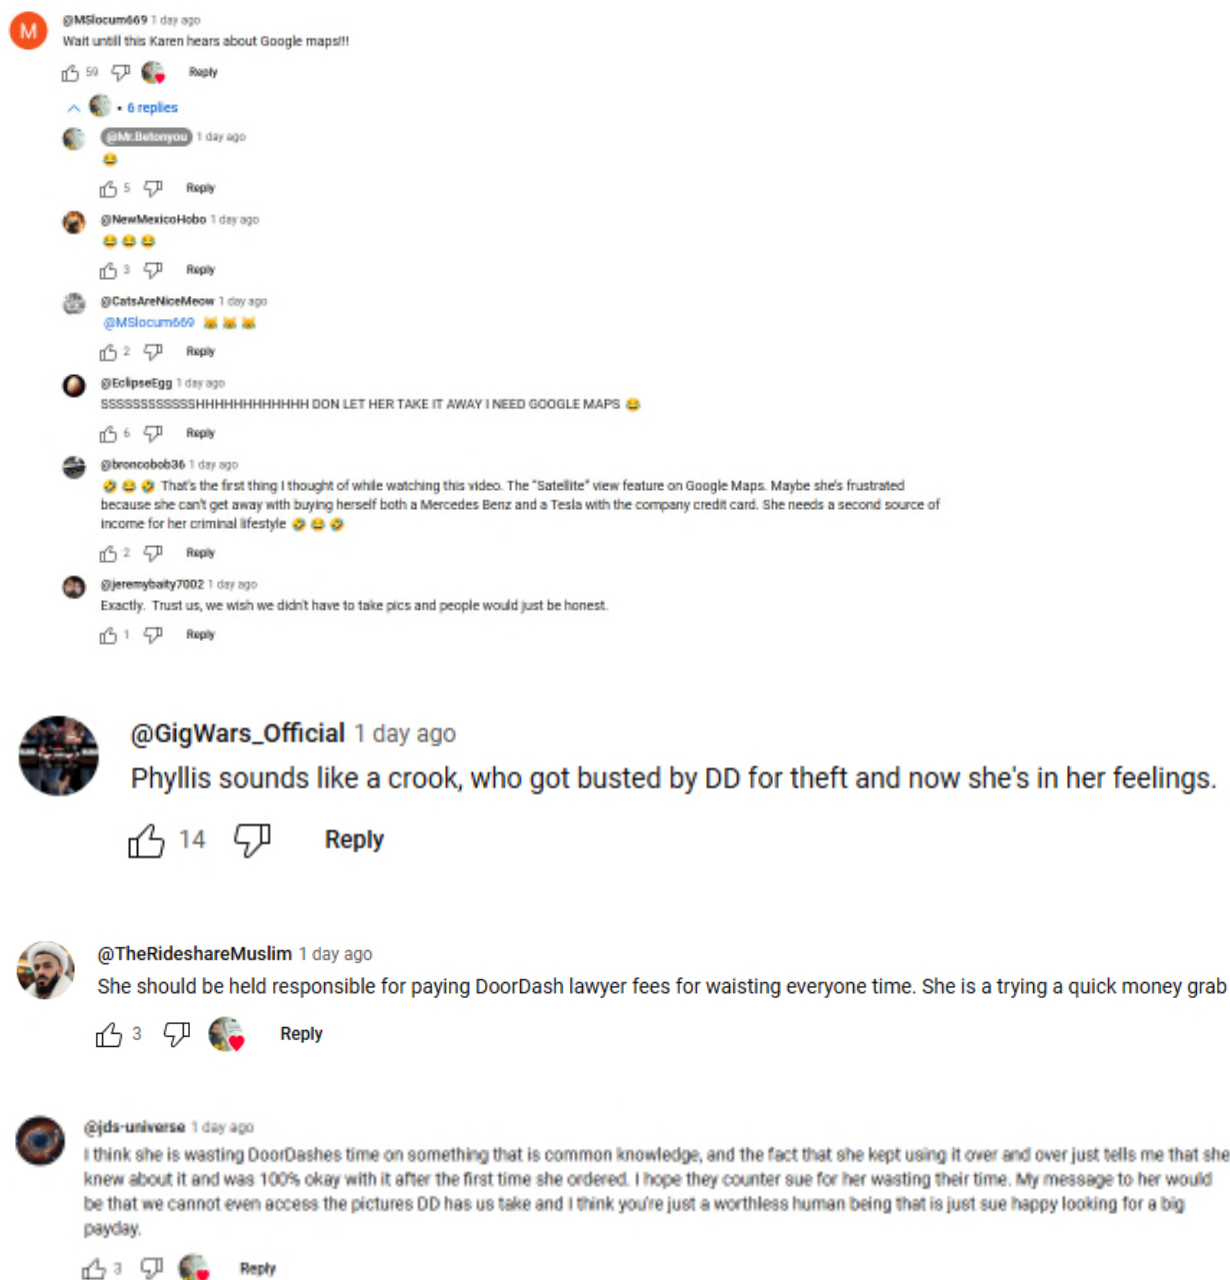 M
@MSlocum669 1 day ago
Wait untill this Karen hears about Google maps!!!
59 Reply
• 6 replies
@Mr.Betonyou 1 day ago
😂
5 Reply
@NewMexicoHobo 1 day ago
😂😂😂
3 Reply
@CatsAreNiceMeow 1 day ago
@MSlocum669 😹😹😹
2 Reply
@EclipseEgg 1 day ago
SSSSSSSSSSSSHHHHHHHHHHHHH DON LET HER TAKE IT AWAY I NEED GOOGLE MAPS 😂
6 Reply
@broncobob36 1 day ago
🤣😂🤣 That's the first thing I thought of while watching this video. The "Satellite" view feature on Google Maps. Maybe she's frustrated
because she can't get away with buying herself both a Mercedes Benz and a Tesla with the company credit card. She needs a second source of
income for her criminal lifestyle 🤣😂🤣
2 Reply
@jeremybaity7002 1 day ago
Exactly. Trust us, we wish we didn't have to take pics and people would just be honest.
1 Reply
@GigWars_Official 1 day ago
Phyllis sounds like a crook, who got busted by DD for theft and now she's in her feelings.
14 Reply
@TheRideshareMuslim 1 day ago
She should be held responsible for paying DoorDash lawyer fees for waisting everyone time. She is a trying a quick money grab
3 Reply
@jds-universe 1 day ago
I think she is wasting DoorDashes time on something that is common knowledge, and the fact that she kept using it over and over just tells me that she
knew about it and was 100% okay with it after the first time she ordered. I hope they counter sue for her wasting their time. My message to her would
be that we cannot even access the pictures DD has us take and I think you're just a worthless human being that is just sue happy looking for a big
payday.
3 Reply